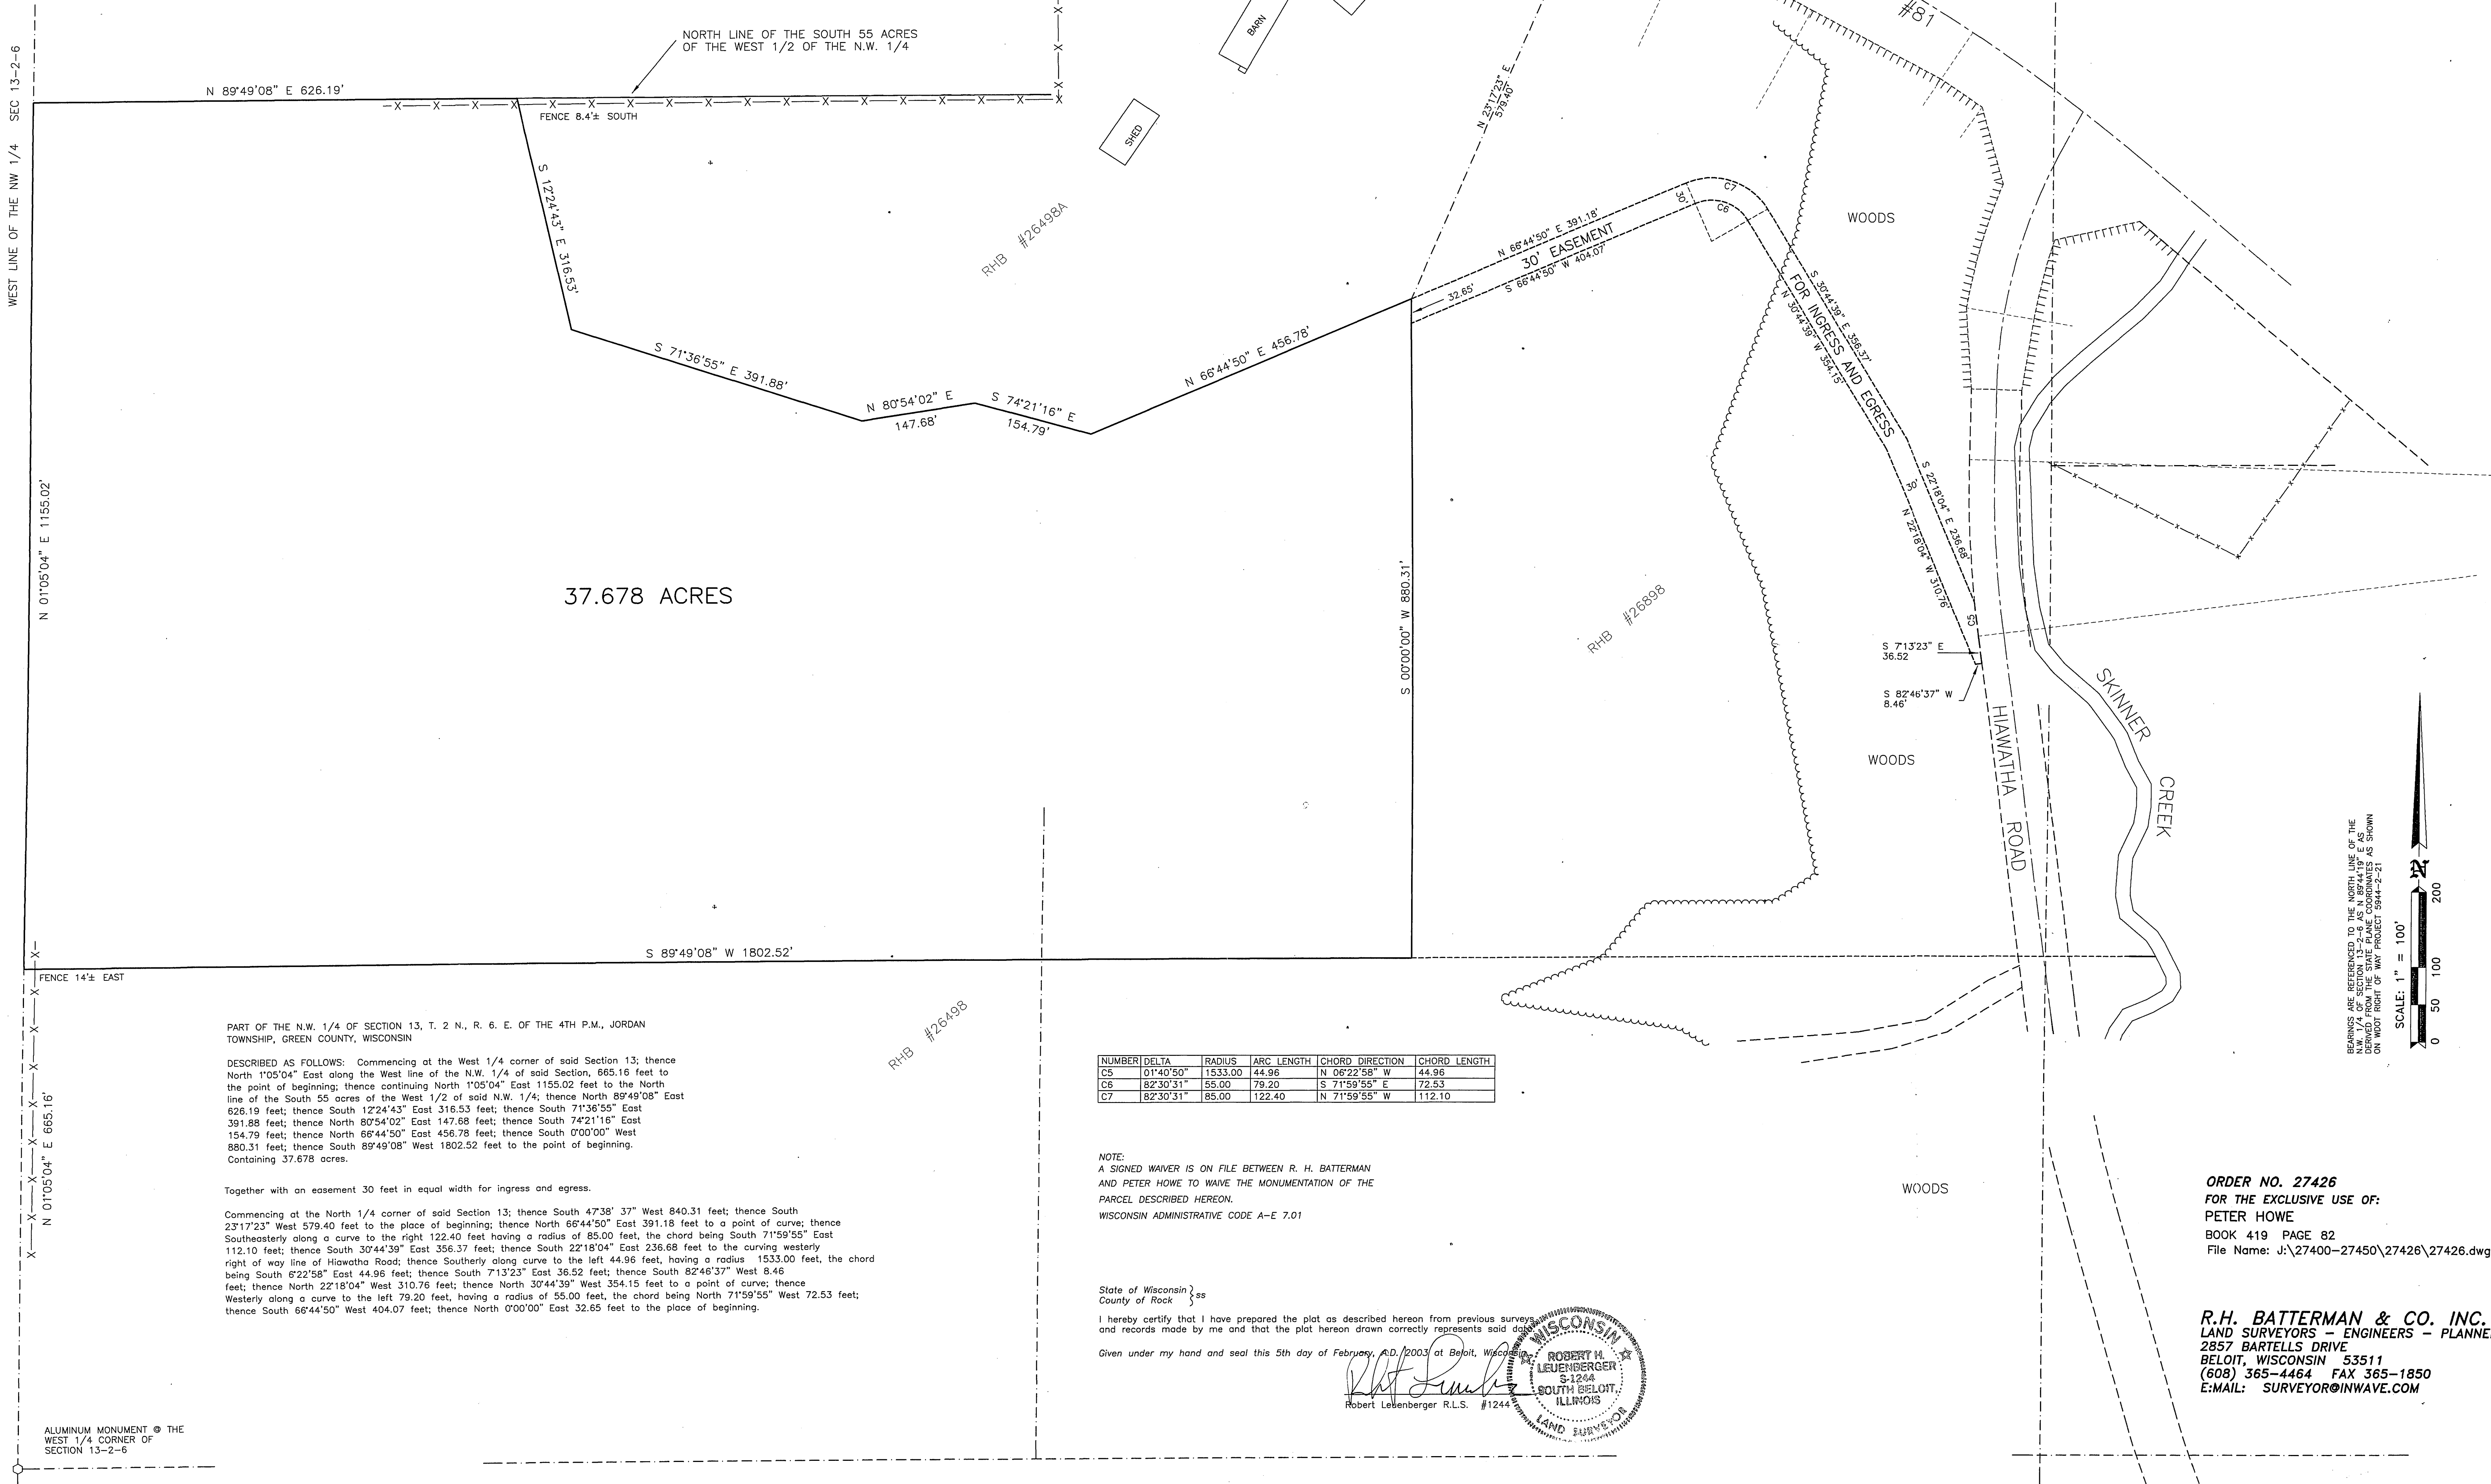 WEST LINE OF THE NW 1/4 SEC 13-2-6
N 89°49'08" E 626.19'
NORTH LINE OF THE SOUTH 55 ACRES
OF THE WEST 1/2 OF THE N.W. 1/4
FENCE 8.4'± SOUTH
BARN
SHED
#81
N 23°17'23" E
579.40'
S 12°24'43" E 316.53'
RHB #26498A
S 71°36'55" E 391.88'
N 80°54'02" E
147.68'
S 74°21'16" E
154.79'
N 66°44'50" E 456.78'
32.65'
N 66°44'50" E 391.18'
30' EASEMENT
S 66°44'50" W 404.07'
30'
C7
C6
WOODS
S 30°44'39" E 356.37'
FOR INGRESS AND EGRESS
N 30°44'39" W 354.15'
S 22°18'04" E 236.68'
30'
N 22°18'04" W 310.76'
C5
S 7°13'23" E
36.52
S 82°46'37" W
8.46'
N 01°05'04" E 1155.02'
37.678 ACRES
S 00°00'00" W 880.31'
RHB #26898
WOODS
HIAWATHA ROAD
SKINNER
CREEK
S 89°49'08" W 1802.52'
FENCE 14'± EAST
RHB #26498
N 01°05'04" E 665.16'
BEARINGS ARE REFERENCED TO THE NORTH LINE OF THE
N.W. 1/4 OF SECTION 13-2-6 AS N 89°44'19" E AS
DERIVED FROM THE STATE PLANE COORDINATES AS SHOWN
ON WDOT RIGHT OF WAY PROJECT 5944-2-21
SCALE: 1" = 100'
0 50 100 200
N
PART OF THE N.W. 1/4 OF SECTION 13, T. 2 N., R. 6. E. OF THE 4TH P.M., JORDAN
TOWNSHIP, GREEN COUNTY, WISCONSIN
DESCRIBED AS FOLLOWS: Commencing at the West 1/4 corner of said Section 13; thence
North 1°05'04" East along the West line of the N.W. 1/4 of said Section, 665.16 feet to
the point of beginning; thence continuing North 1°05'04" East 1155.02 feet to the North
line of the South 55 acres of the West 1/2 of said N.W. 1/4; thence North 89°49'08" East
626.19 feet; thence South 12°24'43" East 316.53 feet; thence South 71°36'55" East
391.88 feet; thence North 80°54'02" East 147.68 feet; thence South 74°21'16" East
154.79 feet; thence North 66°44'50" East 456.78 feet; thence South 0°00'00" West
880.31 feet; thence South 89°49'08" West 1802.52 feet to the point of beginning.
Containing 37.678 acres.
Together with an easement 30 feet in equal width for ingress and egress.
Commencing at the North 1/4 corner of said Section 13; thence South 47°38' 37" West 840.31 feet; thence South
23°17'23" West 579.40 feet to the place of beginning; thence North 66°44'50" East 391.18 feet to a point of curve; thence
Southeasterly along a curve to the right 122.40 feet having a radius of 85.00 feet, the chord being South 71°59'55" East
112.10 feet; thence South 30°44'39" East 356.37 feet; thence South 22°18'04" East 236.68 feet to the curving westerly
right of way line of Hiawatha Road; thence Southerly along curve to the left 44.96 feet, having a radius 1533.00 feet, the chord
being South 6°22'58" East 44.96 feet; thence South 7°13'23" East 36.52 feet; thence South 82°46'37" West 8.46
feet; thence North 22°18'04" West 310.76 feet; thence North 30°44'39" West 354.15 feet to a point of curve; thence
Westerly along a curve to the left 79.20 feet, having a radius of 55.00 feet, the chord being North 71°59'55" West 72.53 feet;
thence South 66°44'50" West 404.07 feet; thence North 0°00'00" East 32.65 feet to the place of beginning.
NUMBER DELTA RADIUS ARC LENGTH CHORD DIRECTION CHORD LENGTH
C5 01°40'50" 1533.00 44.96 N 06°22'58" W 44.96
C6 82°30'31" 55.00 79.20 S 71°59'55" E 72.53
C7 82°30'31" 85.00 122.40 N 71°59'55" W 112.10
NOTE:
A SIGNED WAIVER IS ON FILE BETWEEN R. H. BATTERMAN
AND PETER HOWE TO WAIVE THE MONUMENTATION OF THE
PARCEL DESCRIBED HEREON.
WISCONSIN ADMINISTRATIVE CODE A-E 7.01
State of Wisconsin } ss
County of Rock
I hereby certify that I have prepared the plat as described hereon from previous surveys
and records made by me and that the plat hereon drawn correctly represents said data.
Given under my hand and seal this 5th day of February, A.D. 2003 at Beloit, Wisconsin.
Robert Leuenberger R.L.S. #1244
WISCONSIN
ROBERT H.
LEUENBERGER
S-1244
SOUTH BELOIT,
ILLINOIS
LAND SURVEYOR
WOODS
ORDER NO. 27426
FOR THE EXCLUSIVE USE OF:
PETER HOWE
BOOK 419 PAGE 82
File Name: J:\27400-27450\27426\27426.dwg
R.H. BATTERMAN & CO. INC.
LAND SURVEYORS - ENGINEERS - PLANNE
2857 BARTELLS DRIVE
BELOIT, WISCONSIN 53511
(608) 365-4464 FAX 365-1850
E:MAIL: SURVEYOR@INWAVE.COM
ALUMINUM MONUMENT @ THE
WEST 1/4 CORNER OF
SECTION 13-2-6